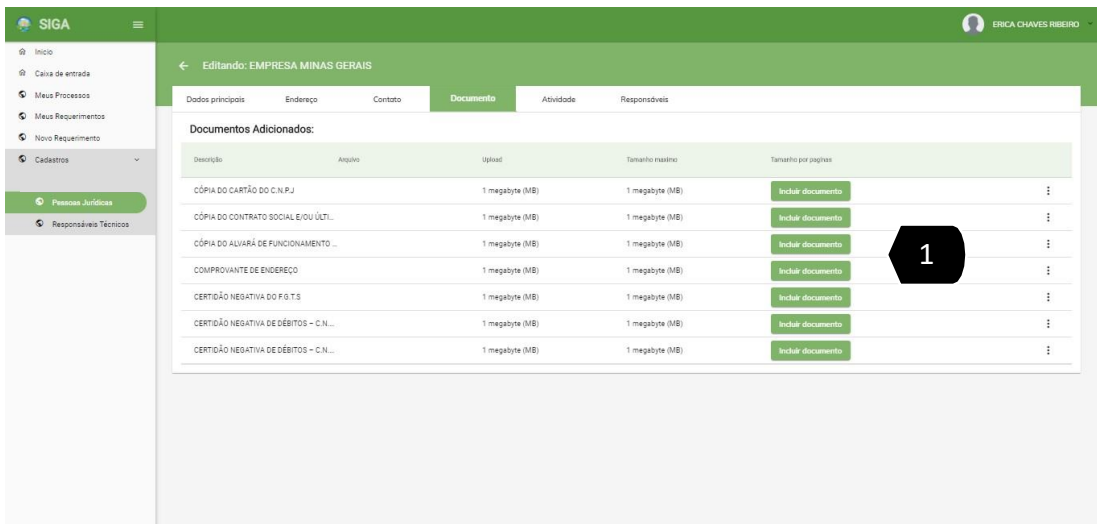 SIGA
ERICA CHAVES RIBEIRO
Inicio
Caixa de entrada
Meus Processos
Meus Requerimentos
Novo Requerimento
Cadastros
Pessoas Jurídicas
Responsáveis Técnicos
Editando: EMPRESA MINAS GERAIS
Dados principais Endereço Contato Documento Atividade Responsáveis
Documentos Adicionados:
Descrição Arquivo Upload Tamanho maximo Tamanho por paginas
CÓPIA DO CARTÃO DO C.N.P.J 1 megabyte (MB) 1 megabyte (MB) Incluir documento
CÓPIA DO CONTRATO SOCIAL E/OU ÚLTI... 1 megabyte (MB) 1 megabyte (MB) Incluir documento
CÓPIA DO ALVARÁ DE FUNCIONAMENTO ... 1 megabyte (MB) 1 megabyte (MB) Incluir documento
COMPROVANTE DE ENDEREÇO 1 megabyte (MB) 1 megabyte (MB) Incluir documento
CERTIDÃO NEGATIVA DO F.G.T.S 1 megabyte (MB) 1 megabyte (MB) Incluir documento
CERTIDÃO NEGATIVA DE DÉBITOS – C.N... 1 megabyte (MB) 1 megabyte (MB) Incluir documento
CERTIDÃO NEGATIVA DE DÉBITOS – C.N... 1 megabyte (MB) 1 megabyte (MB) Incluir documento
1